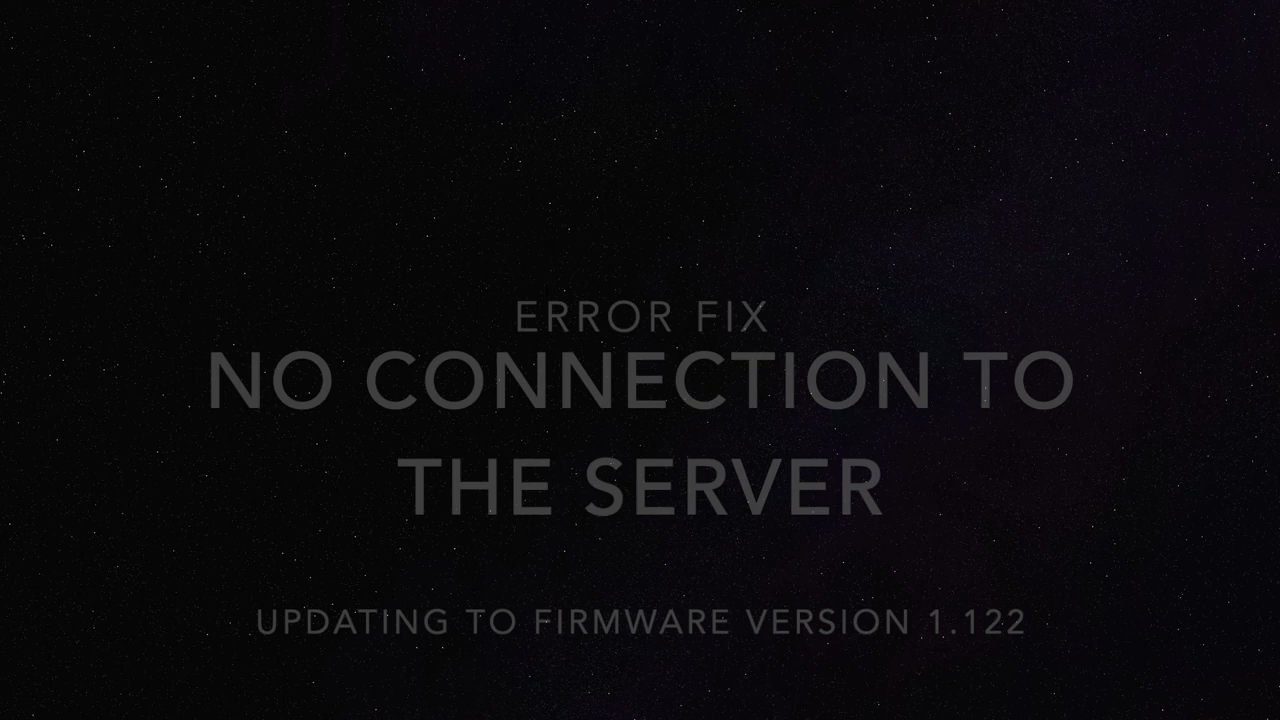 ERROR FIX
NO CONNECTION TO
THE SERVER
UPDATING TO FIRMWARE VERSION 1.122